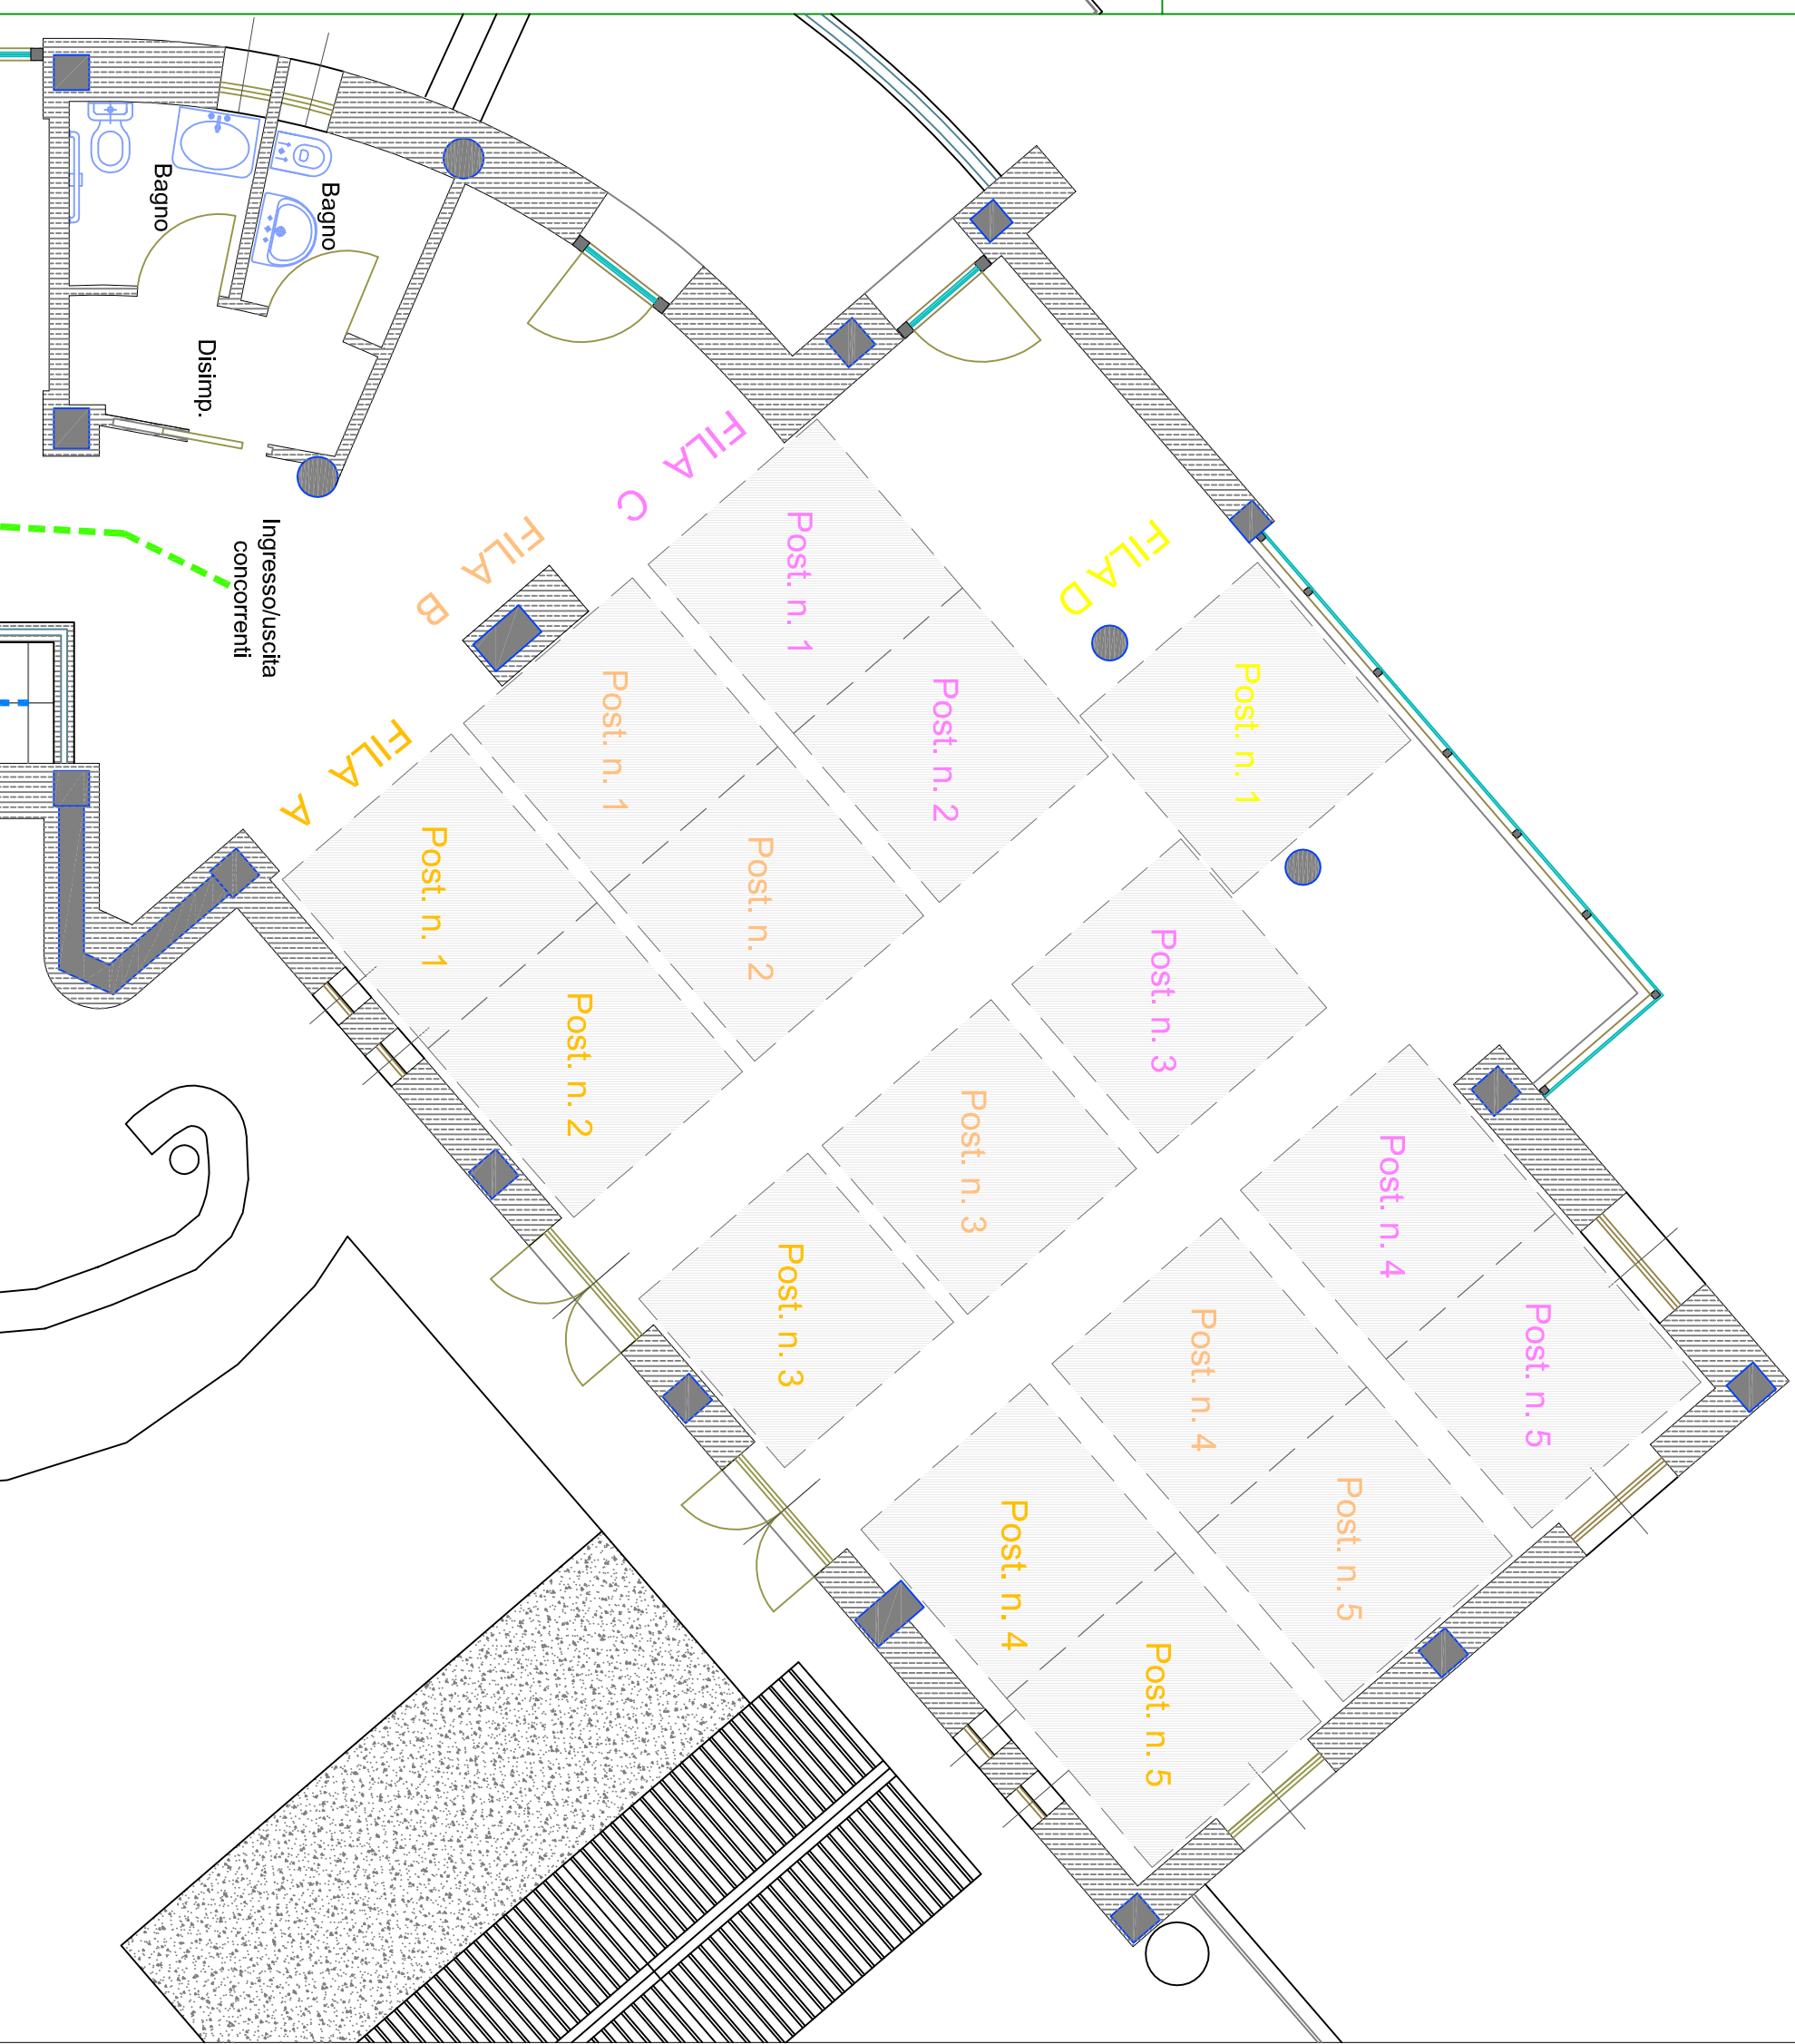 Bagno
Bagno
Disimp.
Ingresso/uscita
concorrenti
FILA A
Post. n. 1
Post. n. 2
Post. n. 3
Post. n. 4
Post. n. 5
FILA B
Post. n. 1
Post. n. 2
Post. n. 3
Post. n. 4
Post. n. 5
FILA C
Post. n. 1
Post. n. 2
Post. n. 3
Post. n. 4
Post. n. 5
FILA D
Post. n. 1